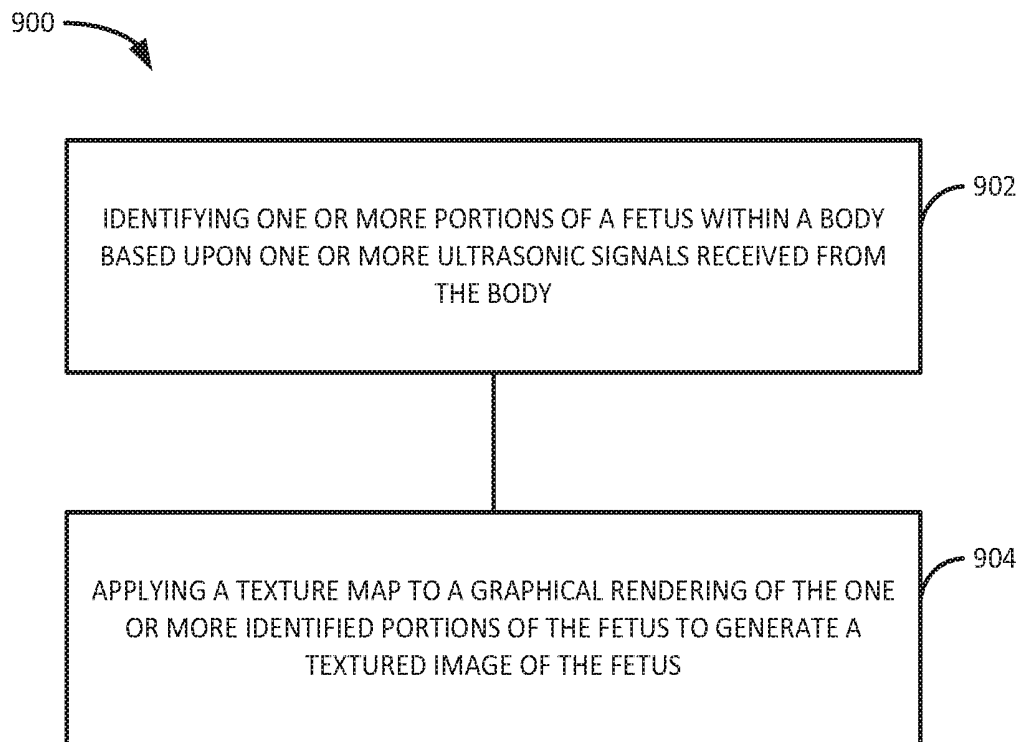 900
902
IDENTIFYING ONE OR MORE PORTIONS OF A FETUS WITHIN A BODY
BASED UPON ONE OR MORE ULTRASONIC SIGNALS RECEIVED FROM
THE BODY
904
APPLYING A TEXTURE MAP TO A GRAPHICAL RENDERING OF THE ONE
OR MORE IDENTIFIED PORTIONS OF THE FETUS TO GENERATE A
TEXTURED IMAGE OF THE FETUS